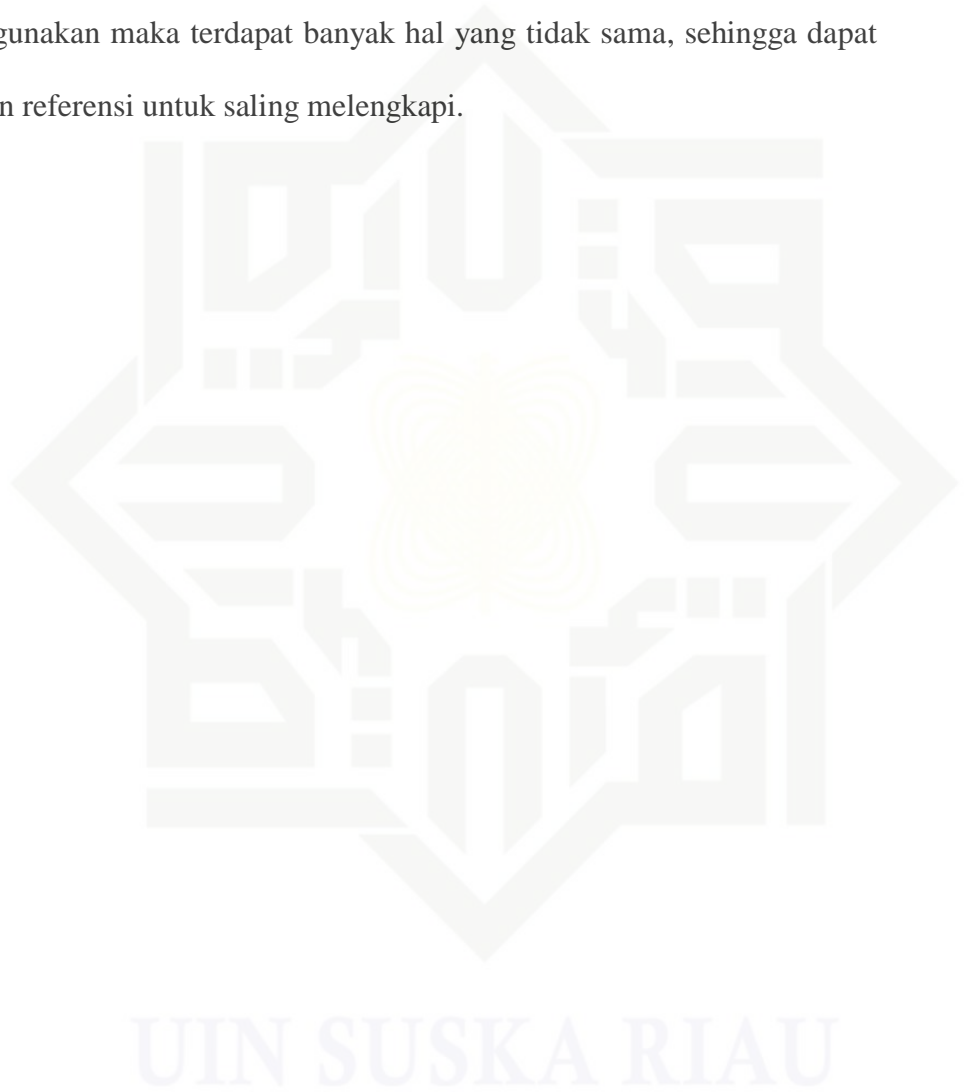 gunakan maka terdapat banyak hal yang tidak sama, sehingga dapat
n referensi untuk saling melengkapi.
UIN SUSKA RIAU